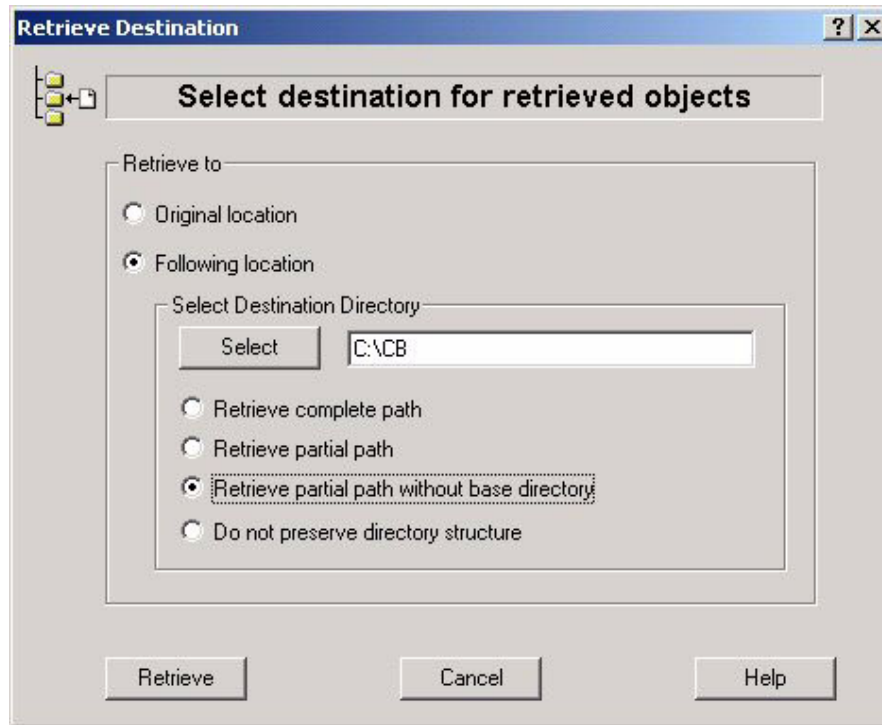 Retrieve Destination
Select destination for retrieved objects
Retrieve to
Original location
Following location
Select Destination Directory
Select C:\CB
Retrieve complete path
Retrieve partial path
Retrieve partial path without base directory
Do not preserve directory structure
Retrieve Cancel Help